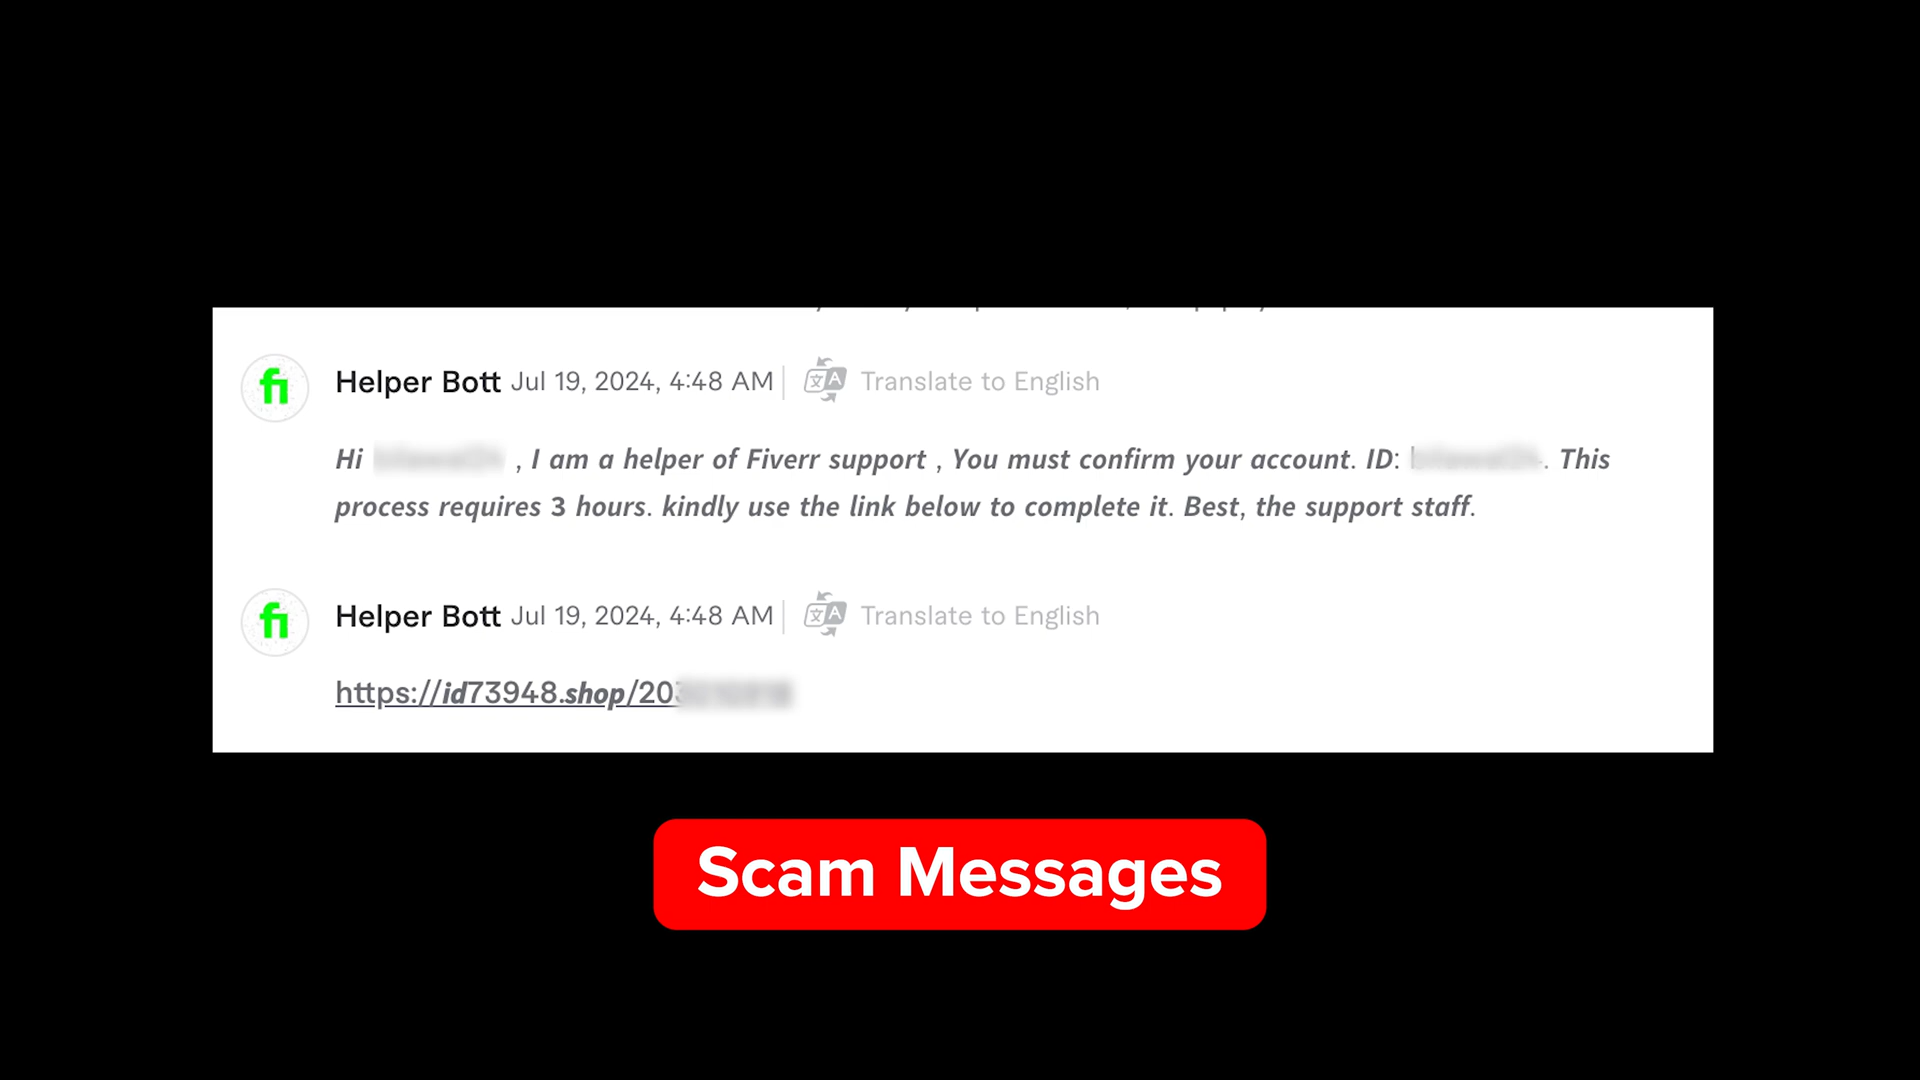 fi
Helper Bott Jul 19, 2024, 4:48 AM Translate to English
Hi , I am a helper of Fiverr support , You must confirm your account. ID: . This
process requires 3 hours. kindly use the link below to complete it. Best, the support staff.
fi
Helper Bott Jul 19, 2024, 4:48 AM Translate to English
https://id73948.shop/20
Scam Messages